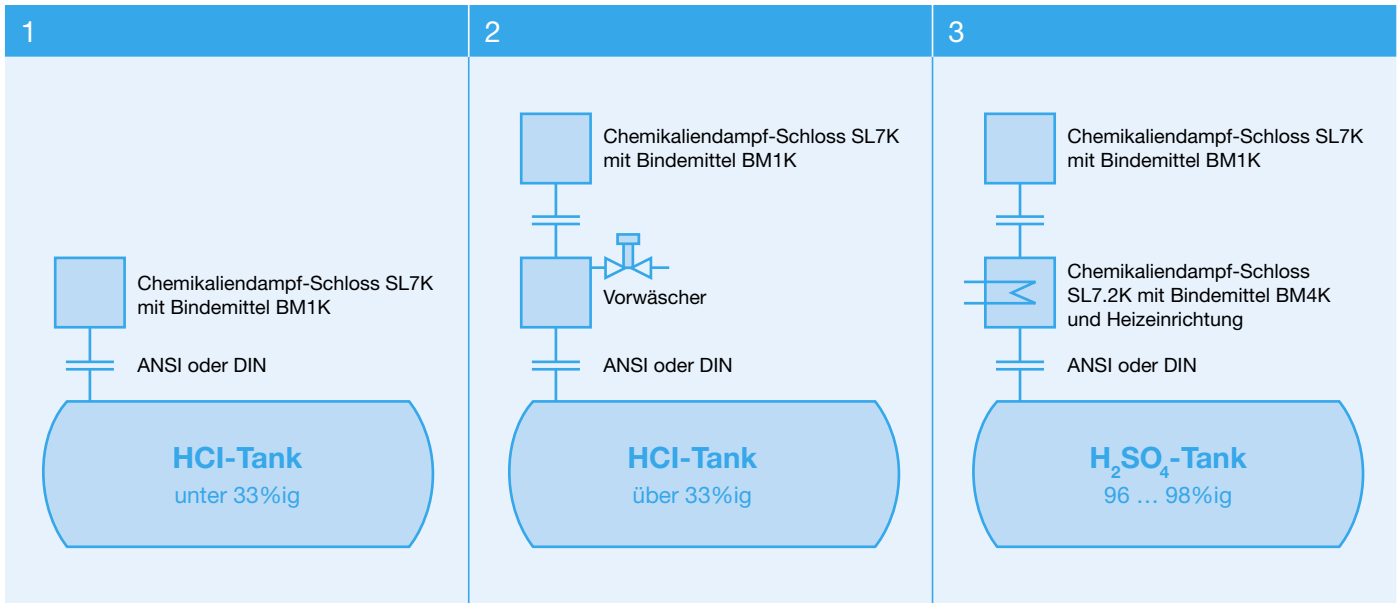 1
Chemikaliendampf-Schloss SL7K
mit Bindemittel BM1K
ANSI oder DIN
HCl-Tank
unter 33%ig
2
Chemikaliendampf-Schloss SL7K
mit Bindemittel BM1K
Vorwäscher
ANSI oder DIN
HCl-Tank
über 33%ig
3
Chemikaliendampf-Schloss SL7K
mit Bindemittel BM1K
Chemikaliendampf-Schloss
SL7.2K mit Bindemittel BM4K
und Heizeinrichtung
ANSI oder DIN
H₂SO₄-Tank
96 … 98%ig